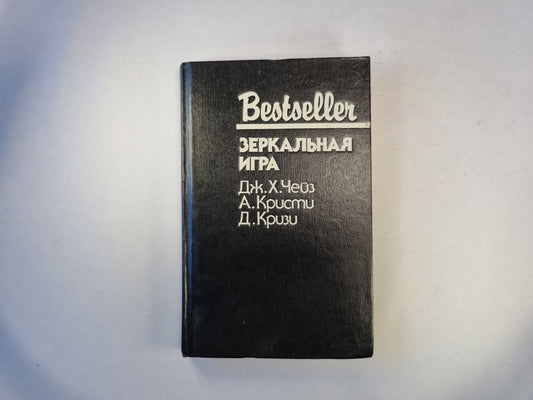 Bestseller
ЗЕРКАЛЬНАЯ
ИГРА
Дж.Х.Чейз
А.Кристи
Д.Кризи